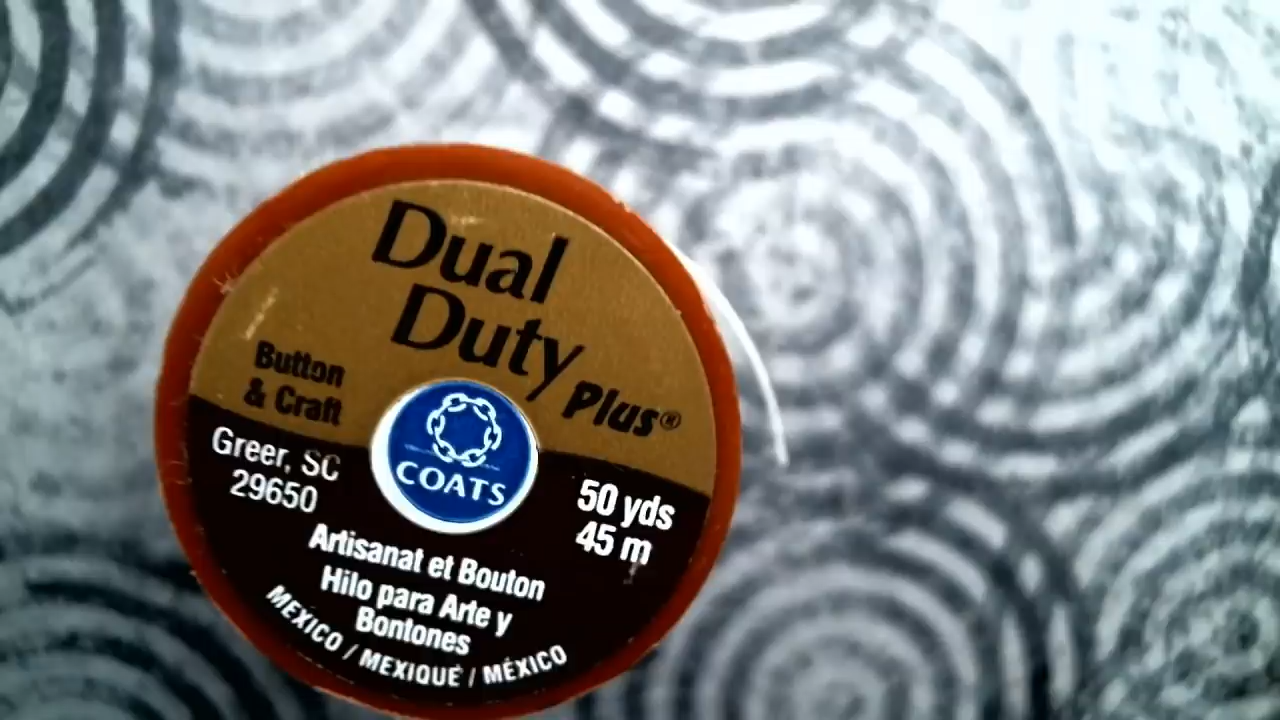 Dual
Duty Plus®
Button
& Craft
COATS
Greer, SC
29650
50 yds
45 m
Artisanat et Bouton
Hilo para Arte y
Bontones
MEXICO / MEXIQUE / MÉXICO